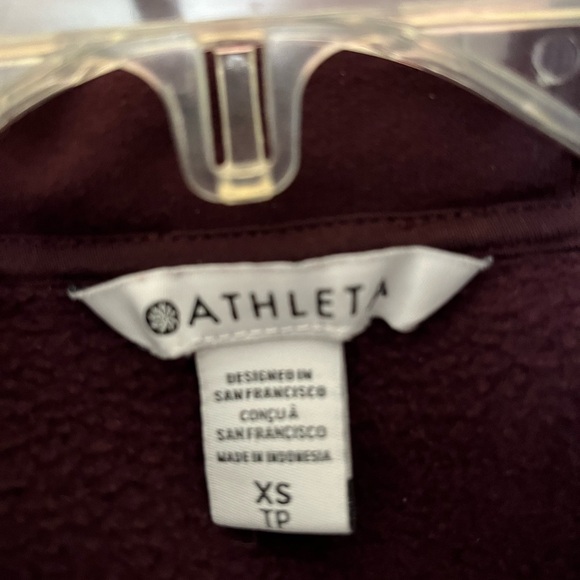 ATHLETA
DESIGNED IN
SAN FRANCISCO
CONÇU À
SAN FRANCISCO
MADE IN INDONESIA
XS
TP